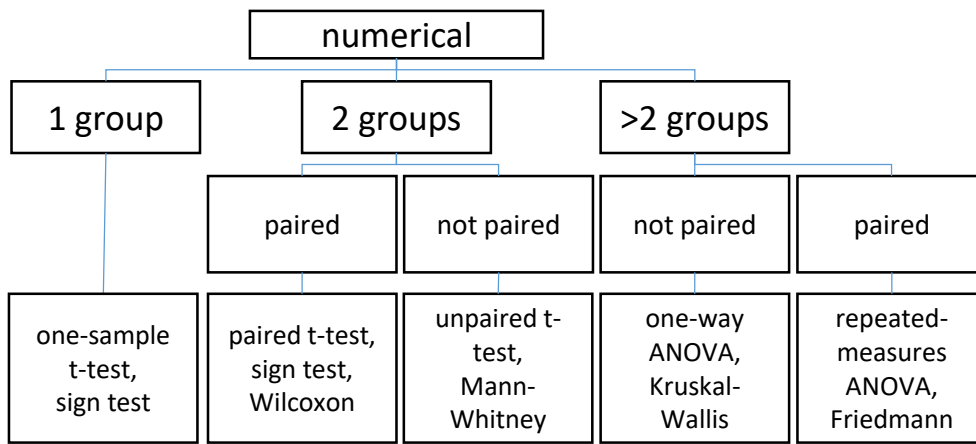 numerical
1 group
2 groups
>2 groups
paired
not paired
not paired
paired
one-sample
t-test,
sign test
paired t-test,
sign test,
Wilcoxon
unpaired t-
test,
Mann-
Whitney
one-way
ANOVA,
Kruskal-
Wallis
repeated-
measures
ANOVA,
Friedmann